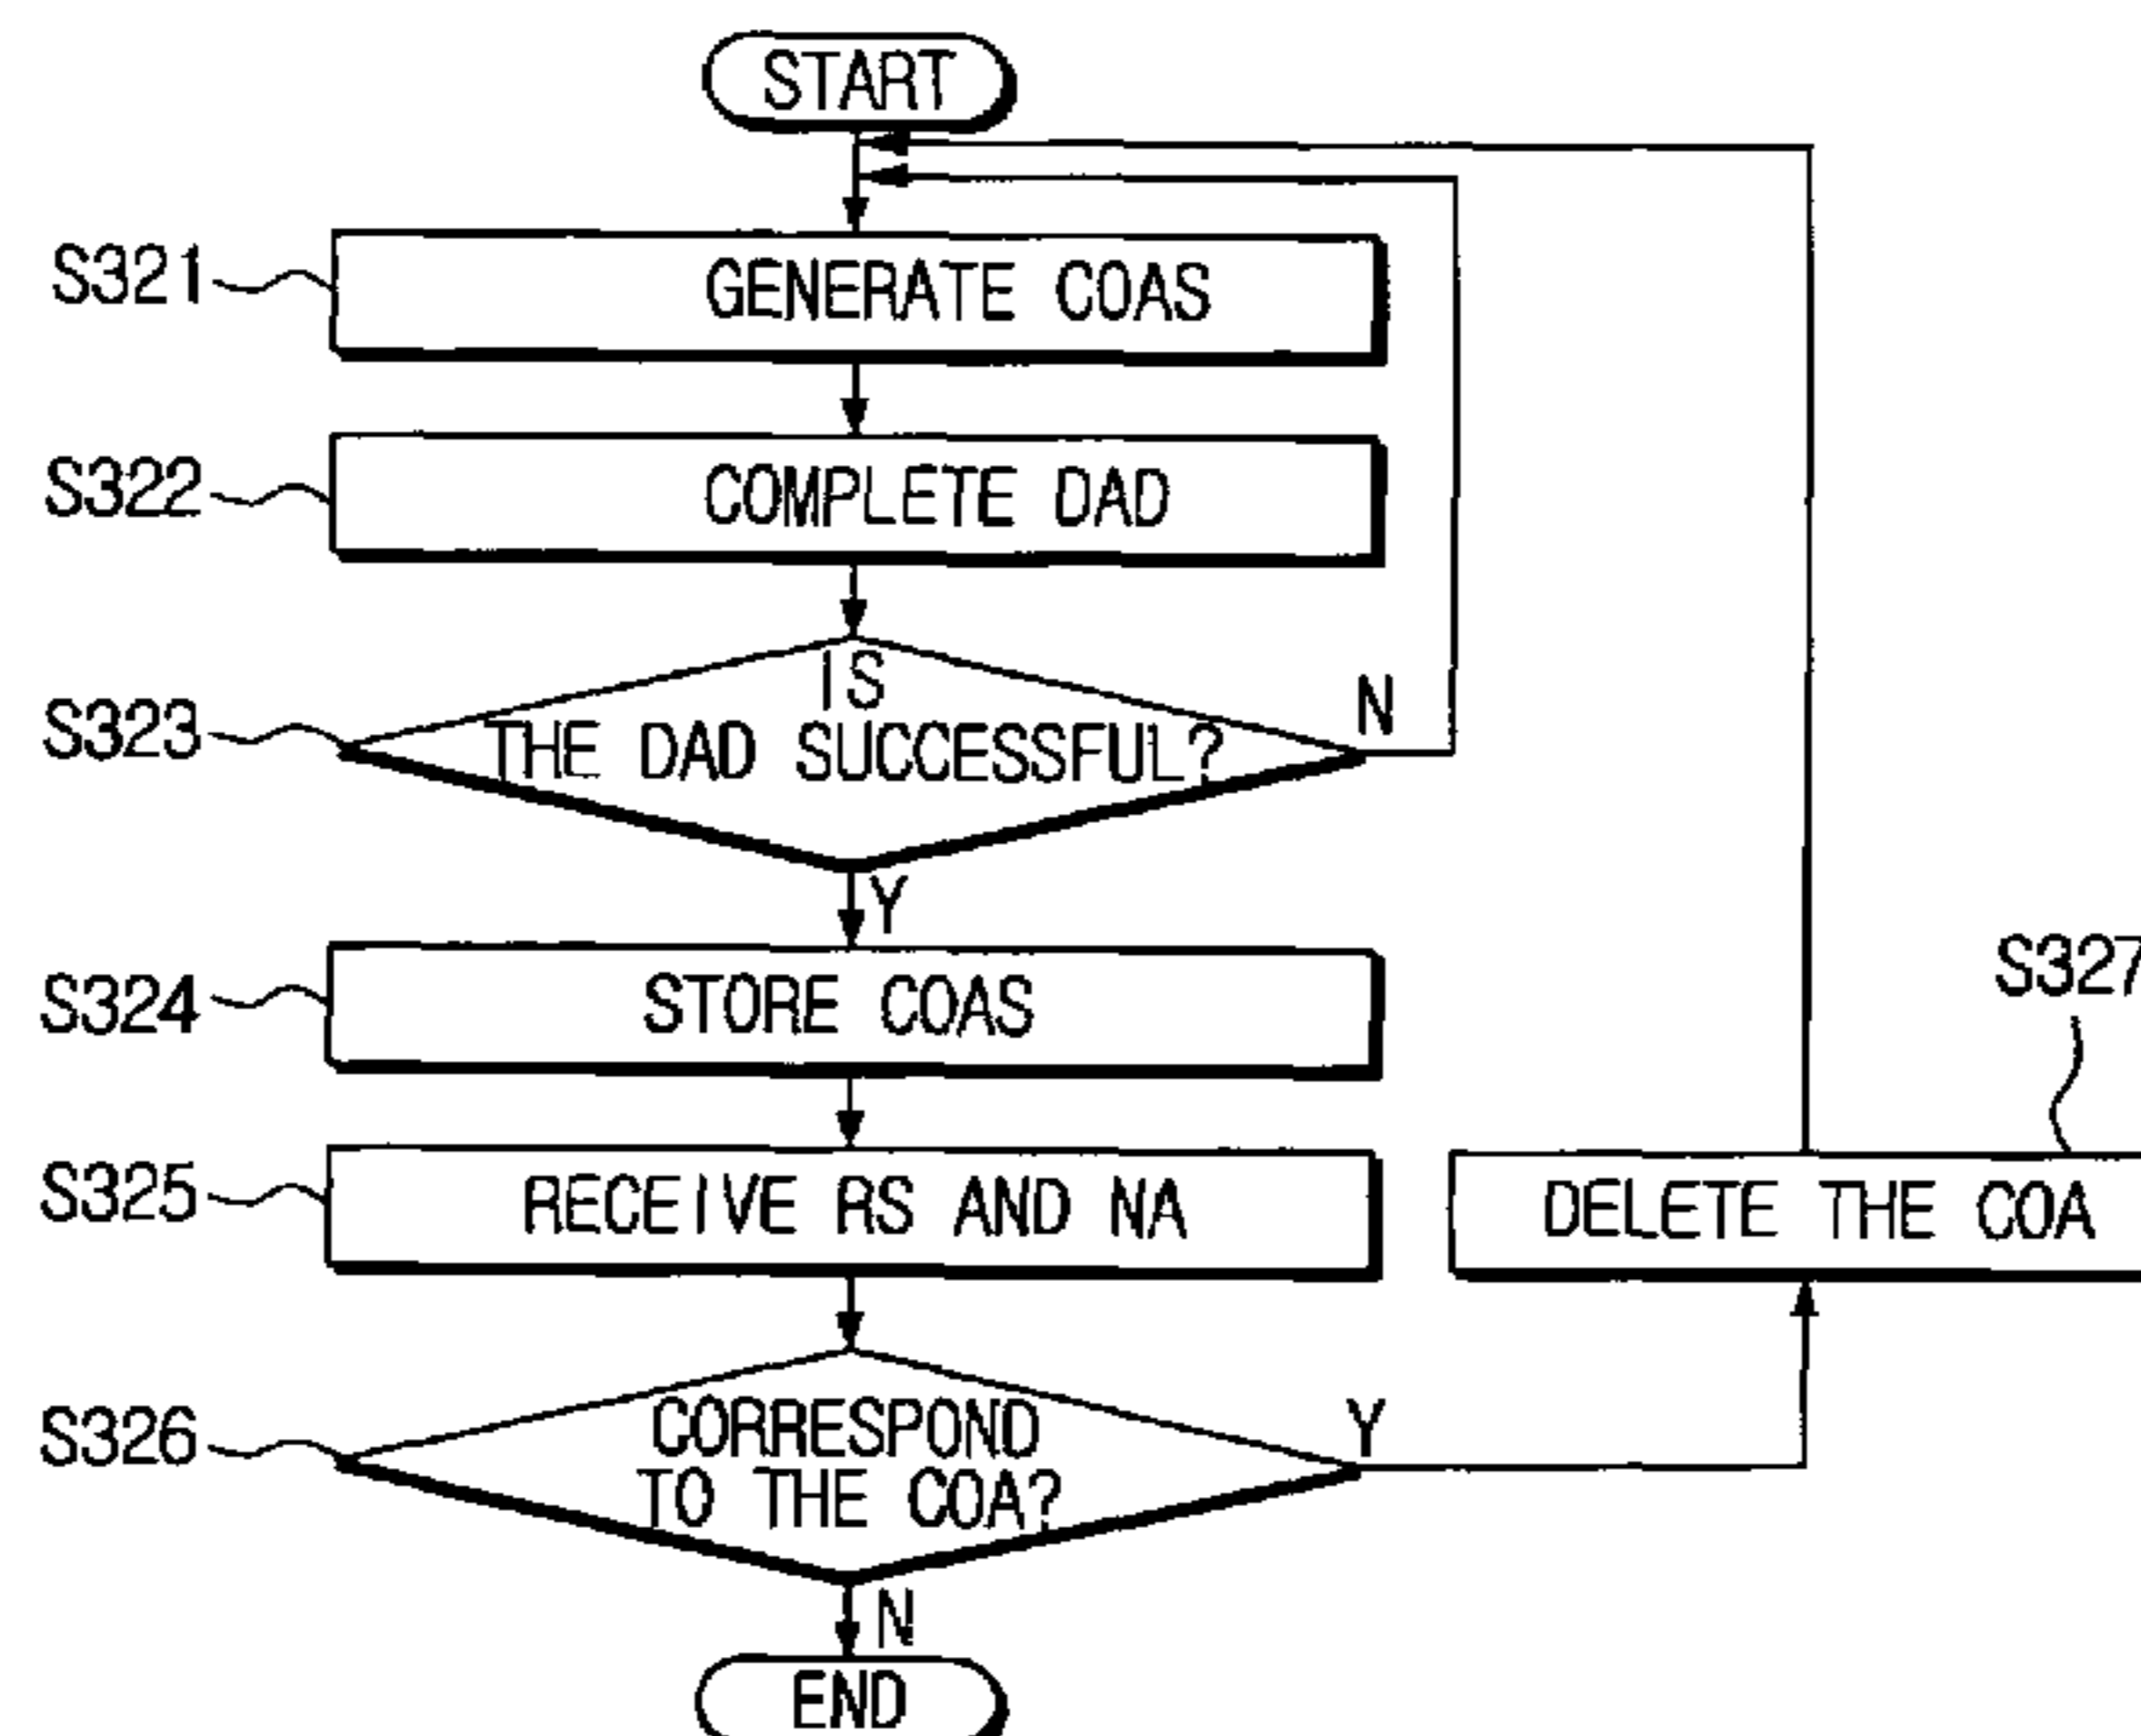 START
S321
GENERATE COAS
S322
COMPLETE DAD
S323
IS
THE DAD SUCCESSFUL?
N
Y
S324
STORE COAS
S327
S325
RECEIVE RS AND NA
DELETE THE COA
S326
CORRESPOND
TO THE COA?
Y
N
END